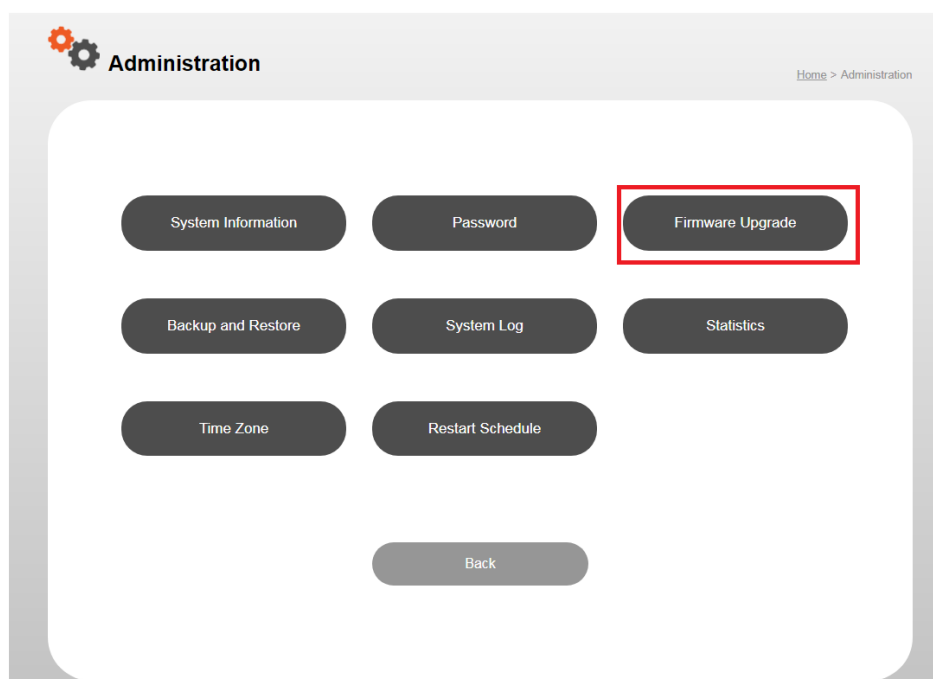 Administration
Home > Administration
System Information
Password
Firmware Upgrade
Backup and Restore
System Log
Statistics
Time Zone
Restart Schedule
Back